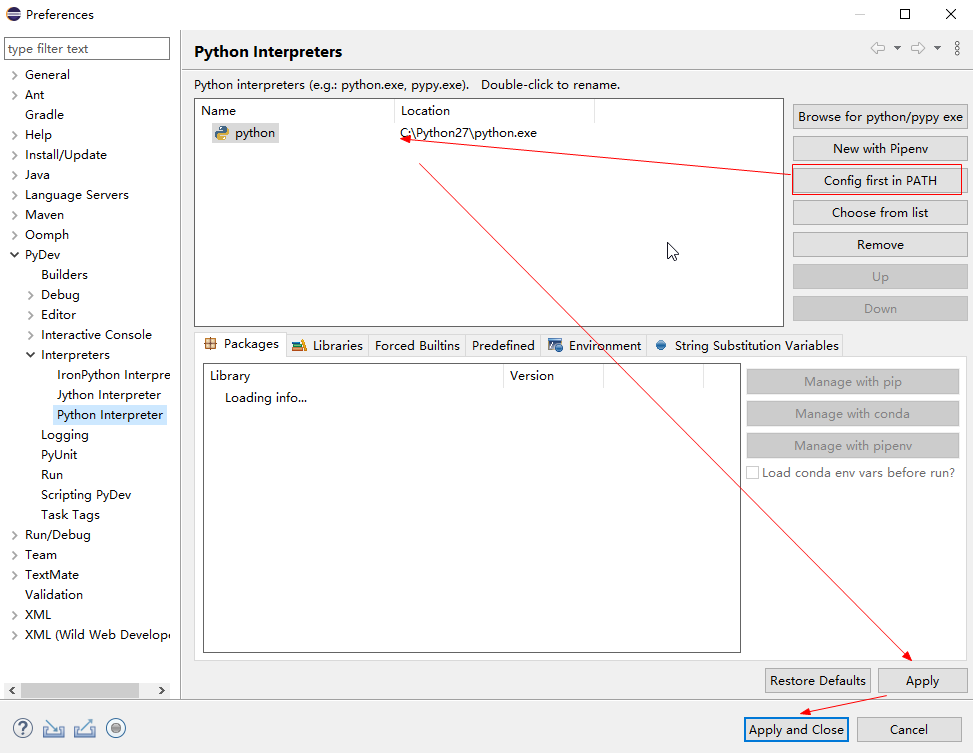 Preferences
type filter text
General
Ant
Gradle
Help
Install/Update
Java
Language Servers
Maven
Oomph
PyDev
Builders
Debug
Editor
Interactive Console
Interpreters
IronPython Interpre
Jython Interpreter
Python Interpreter
Logging
PyUnit
Run
Scripting PyDev
Task Tags
Run/Debug
Team
TextMate
Validation
XML
XML (Wild Web Develope
Python Interpreters
Python interpreters (e.g.: python.exe, pypy.exe). Double-click to rename.
Name Location
python C:\Python27\python.exe
Browse for python/pypy exe
New with Pipenv
Config first in PATH
Choose from list
Remove
Up
Down
Packages Libraries Forced Builtins Predefined Environment String Substitution Variables
Library Version
Loading info...
Manage with pip
Manage with conda
Manage with pipenv
Load conda env vars before run?
Restore Defaults Apply
Apply and Close Cancel